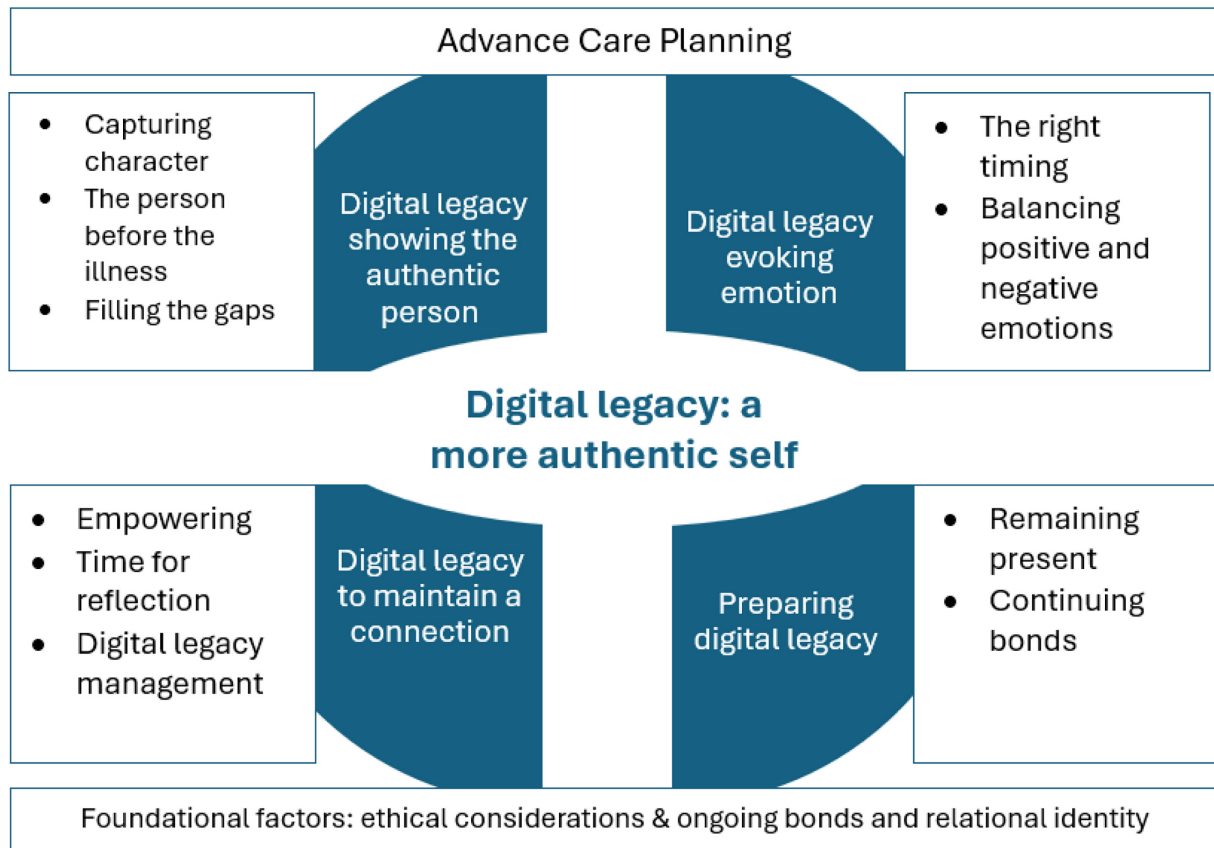 Advance Care Planning
• Capturing
character
• The person
before the
illness
• Filling the gaps
Digital legacy
showing the
authentic
person
Digital legacy
evoking
emotion
• The right
timing
• Balancing
positive and
negative
emotions
Digital legacy: a
more authentic self
• Empowering
• Time for
reflection
• Digital legacy
management
Digital legacy
to maintain a
connection
Preparing
digital legacy
• Remaining
present
• Continuing
bonds
Foundational factors: ethical considerations & ongoing bonds and relational identity